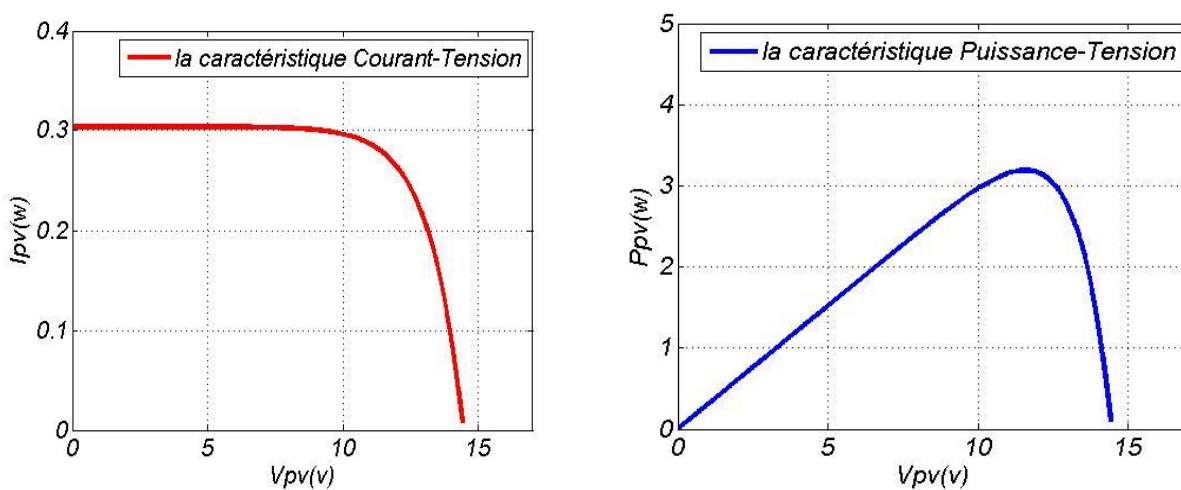 0.4
la caractéristique Courant-Tension
0.3
0.2
0.1
0
Ipv(w)
0 5 10 15
Vpv(v)
5
la caractéristique Puissance-Tension
4
3
2
1
0
Ppv(w)
0 5 10 15
Vpv(v)